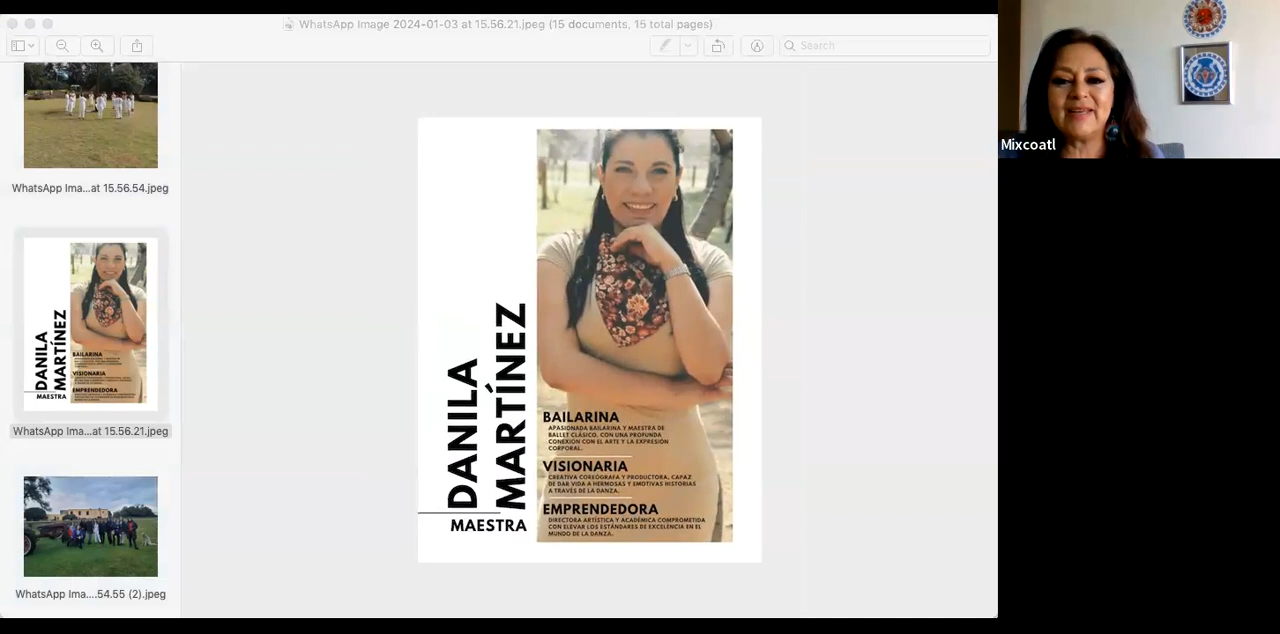 WhatsApp Image 2024-01-03 at 15.56.21.jpeg (15 documents, 15 total pages)
Search
WhatsApp Ima...at 15.56.54.jpeg
DANILA
MARTÍNEZ
MAESTRA
BAILARINA
VISIONARIA
EMPRENDEDORA
WhatsApp Ima...at 15.56.21.jpeg
WhatsApp Ima....54.55 (2).jpeg
DANILA
MARTÍNEZ
MAESTRA
BAILARINA
APASIONADA BAILARINA Y MAESTRA DE
BALLET CLÁSICO, CON UNA PROFUNDA
CONEXIÓN CON EL ARTE Y LA EXPRESIÓN
CORPORAL.
VISIONARIA
CREATIVA COREOGRAFA Y PRODUCTORA, CAPAZ
DE DAR VIDA A HERMOSAS Y EMOTIVAS HISTORIAS
A TRAVÉS DE LA DANZA.
EMPRENDEDORA
DIRECTORA ARTÍSTICA Y ACADÉMICA COMPROMETIDA
CON ELEVAR LOS ESTÁNDARES DE EXCELENCIA EN EL
MUNDO DE LA DANZA.
Mixcoatl